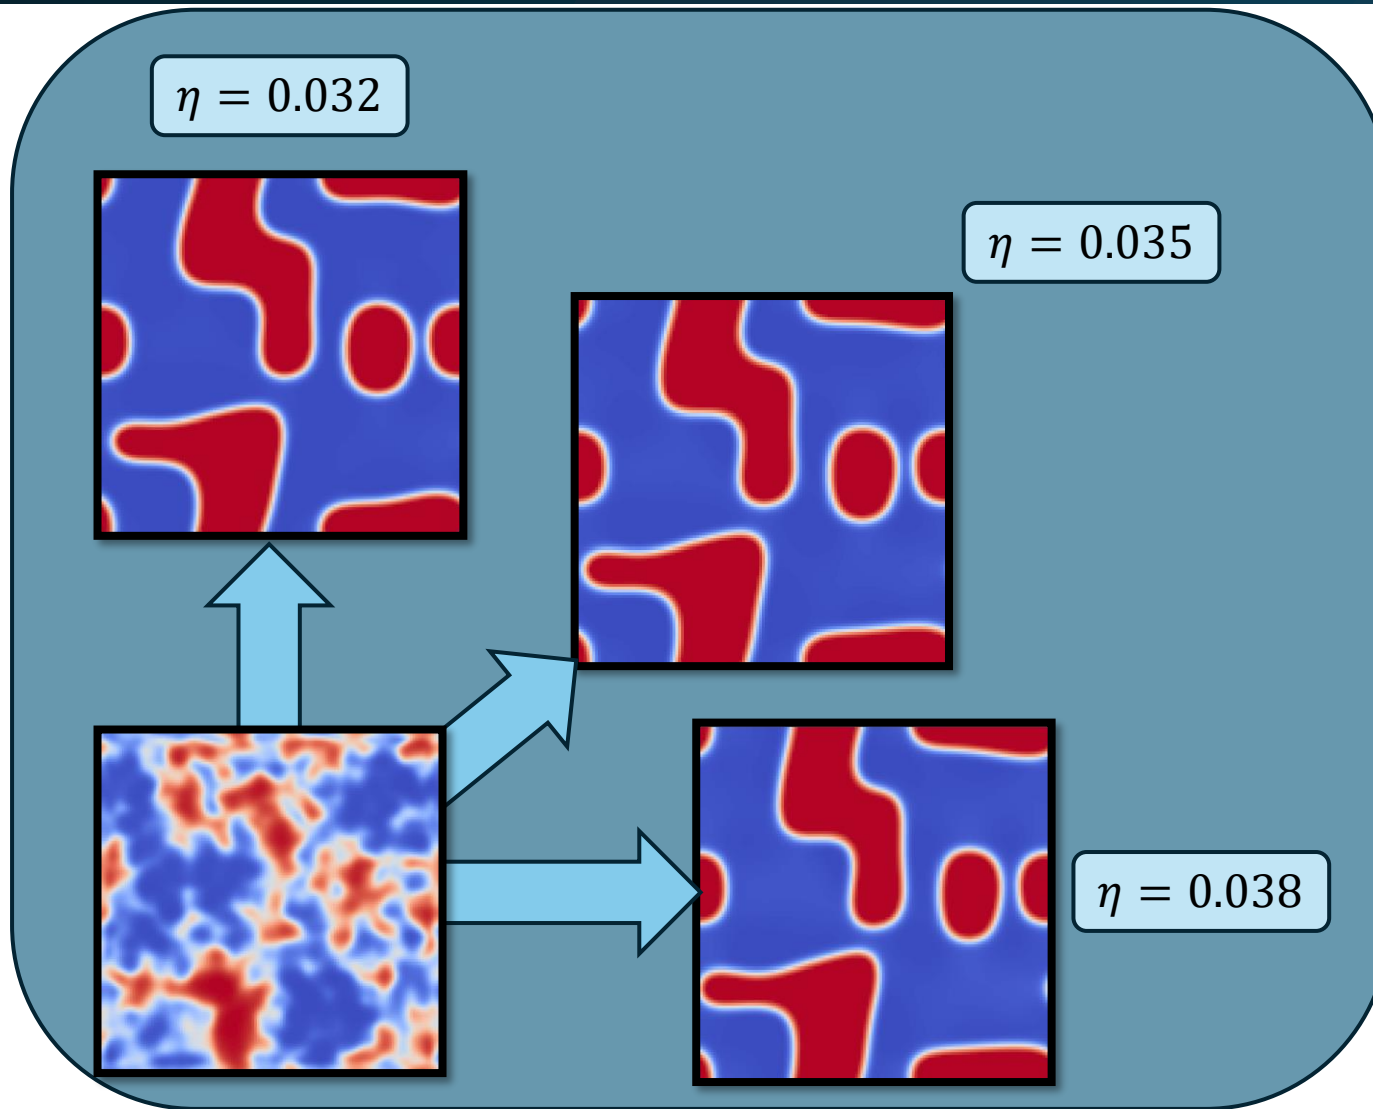 η = 0.032
η = 0.035
η = 0.038